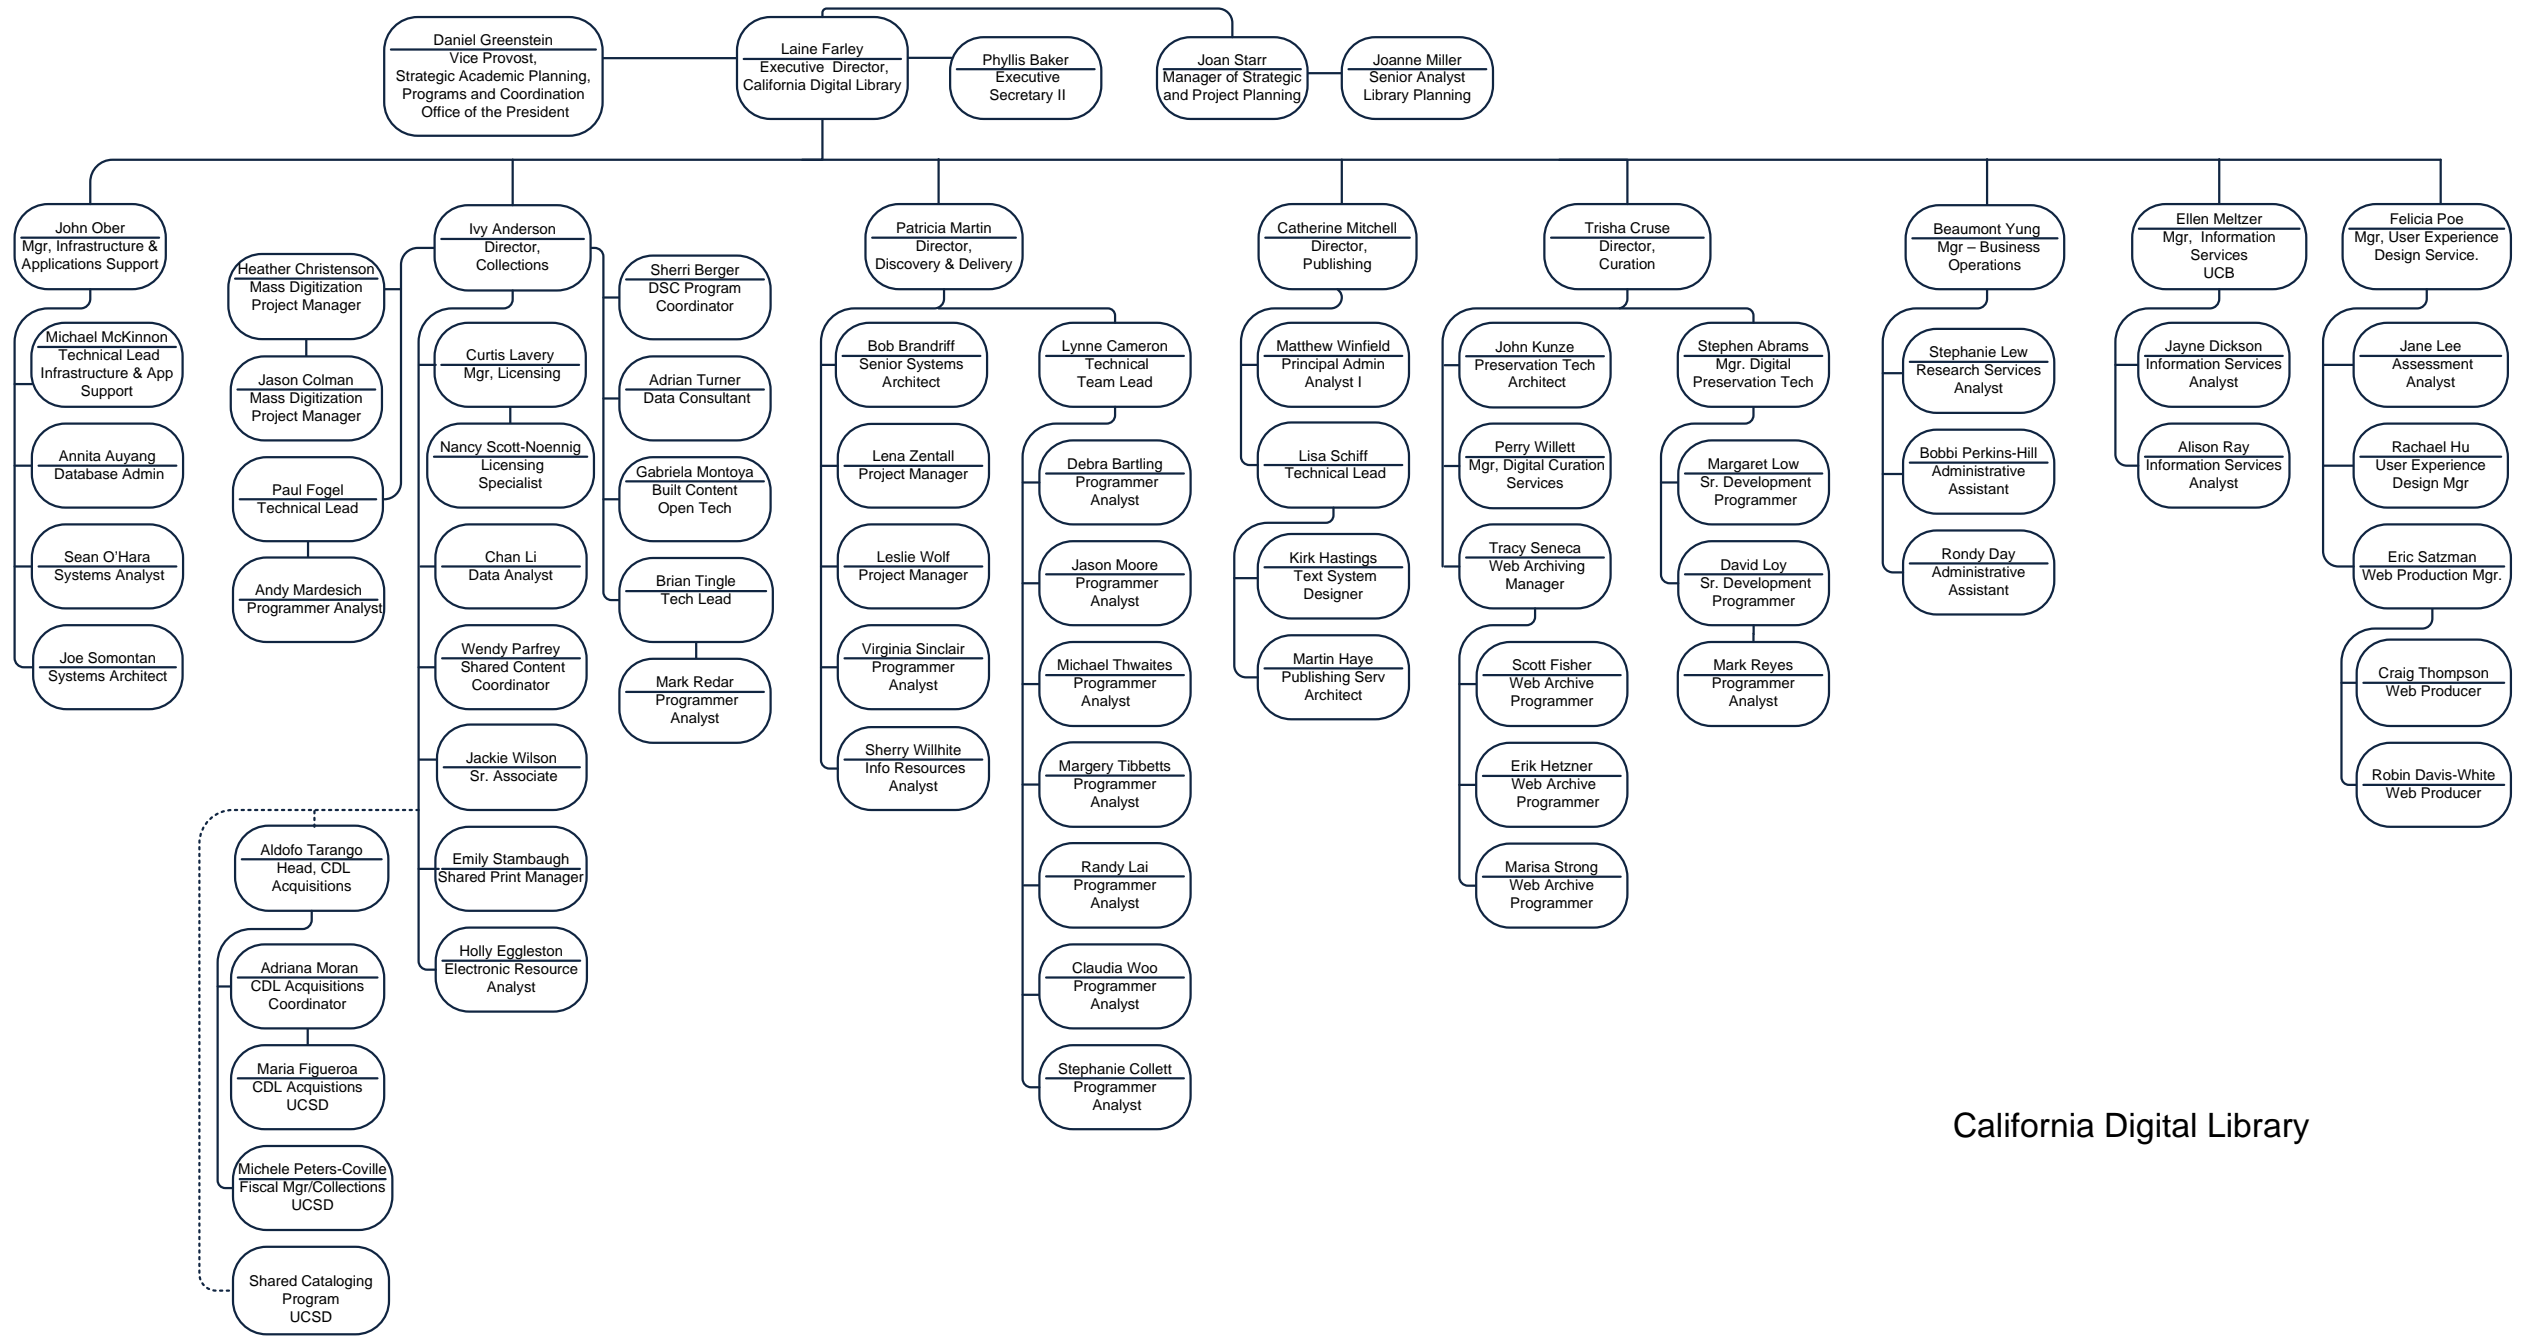 Daniel Greenstein
Vice Provost,
Strategic Academic Planning,
Programs and Coordination
Office of the President
Laine Farley
Executive Director,
California Digital Library
Phyllis Baker
Executive
Secretary II
Joan Starr
Manager of Strategic
and Project Planning
Joanne Miller
Senior Analyst
Library Planning
John Ober
Mgr, Infrastructure &
Applications Support
Michael McKinnon
Technical Lead
Infrastructure & App
Support
Annita Auyang
Database Admin
Sean O'Hara
Systems Analyst
Joe Somontan
Systems Architect
Ivy Anderson
Director,
Collections
Heather Christenson
Mass Digitization
Project Manager
Jason Colman
Mass Digitization
Project Manager
Paul Fogel
Technical Lead
Andy Mardesich
Programmer Analyst
Curtis Lavery
Mgr, Licensing
Nancy Scott-Noennig
Licensing
Specialist
Chan Li
Data Analyst
Wendy Parfrey
Shared Content
Coordinator
Jackie Wilson
Sr. Associate
Emily Stambaugh
Shared Print Manager
Holly Eggleston
Electronic Resource
Analyst
Sherri Berger
DSC Program
Coordinator
Adrian Turner
Data Consultant
Gabriela Montoya
Built Content
Open Tech
Brian Tingle
Tech Lead
Mark Redar
Programmer
Analyst
Aldofo Tarango
Head, CDL
Acquisitions
Adriana Moran
CDL Acquisitions
Coordinator
Maria Figueroa
CDL Acquistions
UCSD
Michele Peters-Coville
Fiscal Mgr/Collections
UCSD
Shared Cataloging
Program
UCSD
Patricia Martin
Director,
Discovery & Delivery
Bob Brandriff
Senior Systems
Architect
Lena Zentall
Project Manager
Leslie Wolf
Project Manager
Virginia Sinclair
Programmer
Analyst
Sherry Willhite
Info Resources
Analyst
Lynne Cameron
Technical
Team Lead
Debra Bartling
Programmer
Analyst
Jason Moore
Programmer
Analyst
Michael Thwaites
Programmer
Analyst
Margery Tibbetts
Programmer
Analyst
Randy Lai
Programmer
Analyst
Claudia Woo
Programmer
Analyst
Stephanie Collett
Programmer
Analyst
Catherine Mitchell
Director,
Publishing
Matthew Winfield
Principal Admin
Analyst I
Lisa Schiff
Technical Lead
Kirk Hastings
Text System
Designer
Martin Haye
Publishing Serv
Architect
Trisha Cruse
Director,
Curation
John Kunze
Preservation Tech
Architect
Perry Willett
Mgr, Digital Curation
Services
Tracy Seneca
Web Archiving
Manager
Scott Fisher
Web Archive
Programmer
Erik Hetzner
Web Archive
Programmer
Marisa Strong
Web Archive
Programmer
Stephen Abrams
Mgr. Digital
Preservation Tech
Margaret Low
Sr. Development
Programmer
David Loy
Sr. Development
Programmer
Mark Reyes
Programmer
Analyst
Beaumont Yung
Mgr – Business
Operations
Stephanie Lew
Research Services
Analyst
Bobbi Perkins-Hill
Administrative
Assistant
Rondy Day
Administrative
Assistant
Ellen Meltzer
Mgr, Information
Services
UCB
Jayne Dickson
Information Services
Analyst
Alison Ray
Information Services
Analyst
Felicia Poe
Mgr, User Experience
Design Service.
Jane Lee
Assessment
Analyst
Rachael Hu
User Experience
Design Mgr
Eric Satzman
Web Production Mgr.
Craig Thompson
Web Producer
Robin Davis-White
Web Producer
California Digital Library